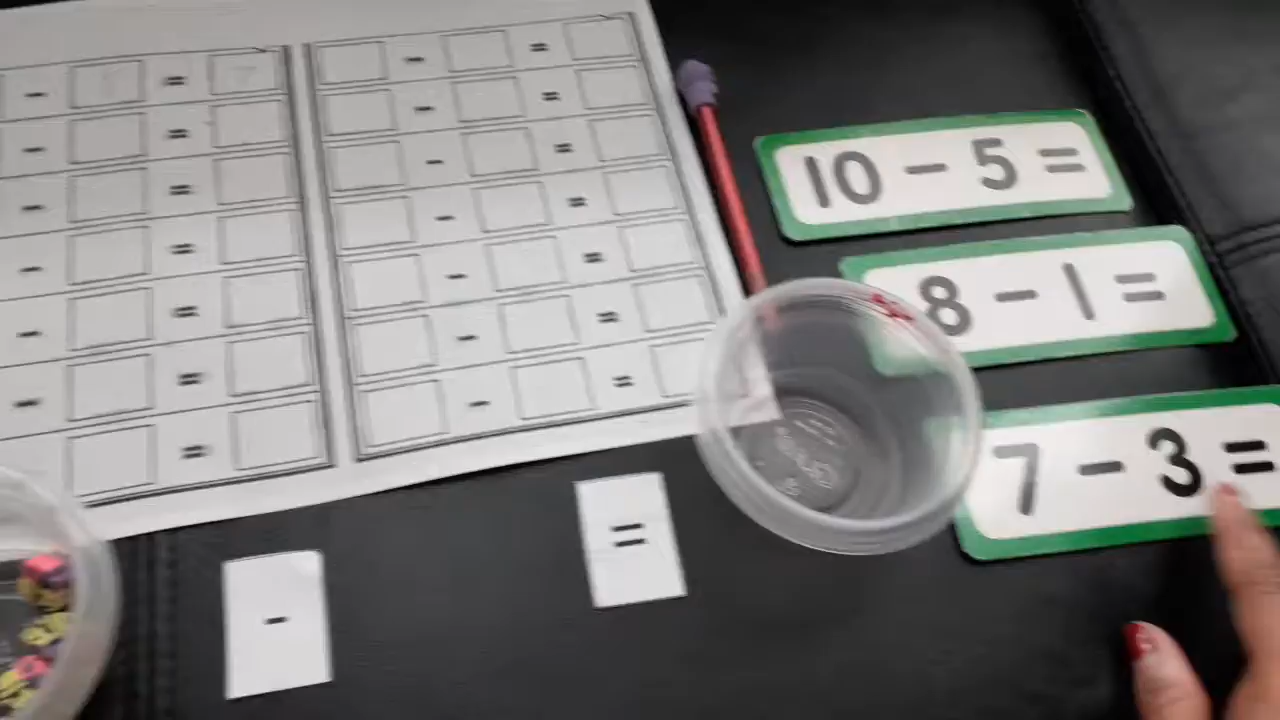 - = - =
- = - =
- = - =
- = - =
- = - =
- = - =
= - =
10 - 5 =
8 - 1 =
7 - 3 =
=
-